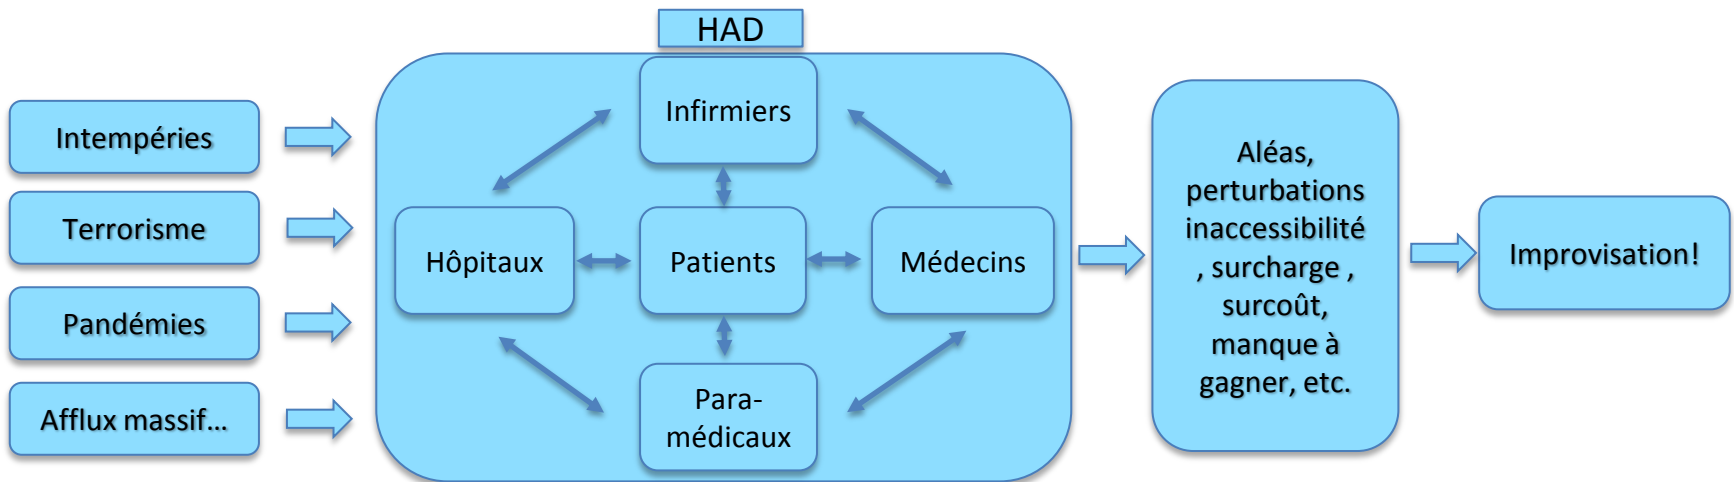 HAD
Intempéries
Terrorisme
Pandémies
Afflux massif...
Infirmiers
Hôpitaux
Patients
Médecins
Para-
médicaux
Aléas,
perturbations
inaccessibilité
, surcharge ,
surcoût,
manque à
gagner, etc.
Improvisation!